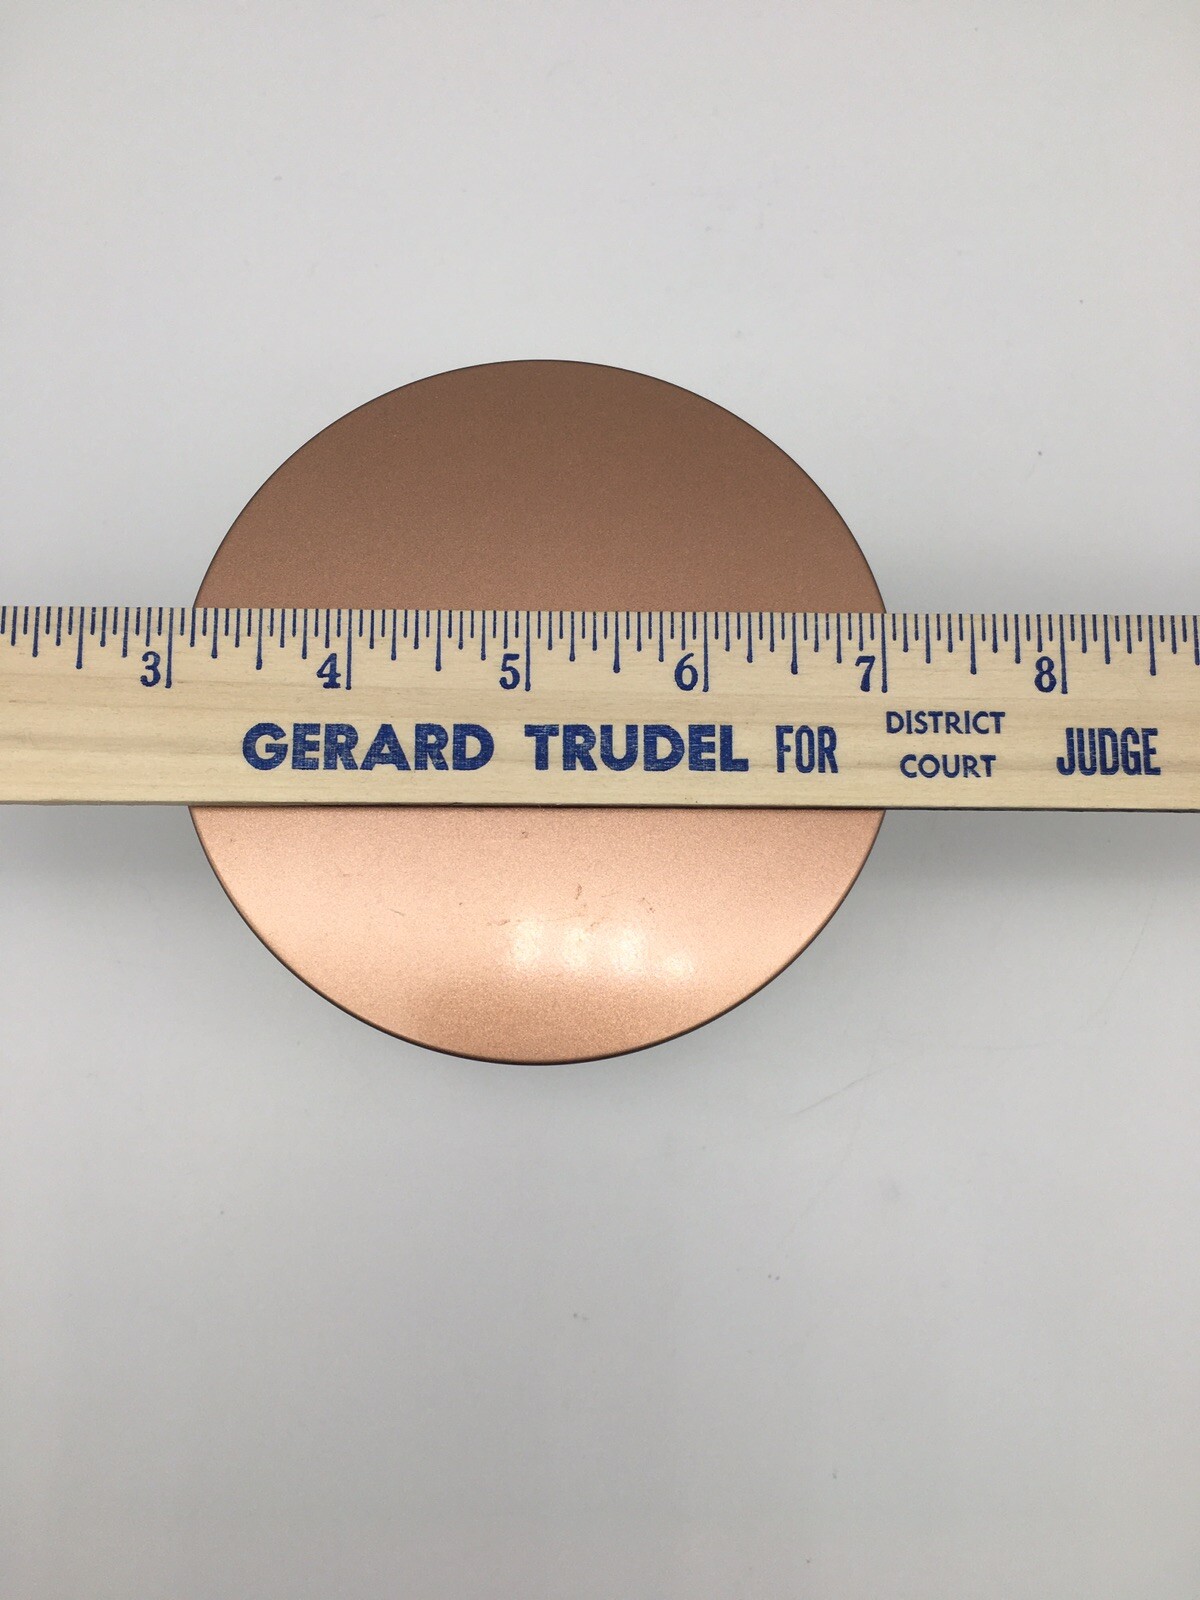 3 4 5 6 7 8
GERARD TRUDEL FOR DISTRICT COURT JUDGE